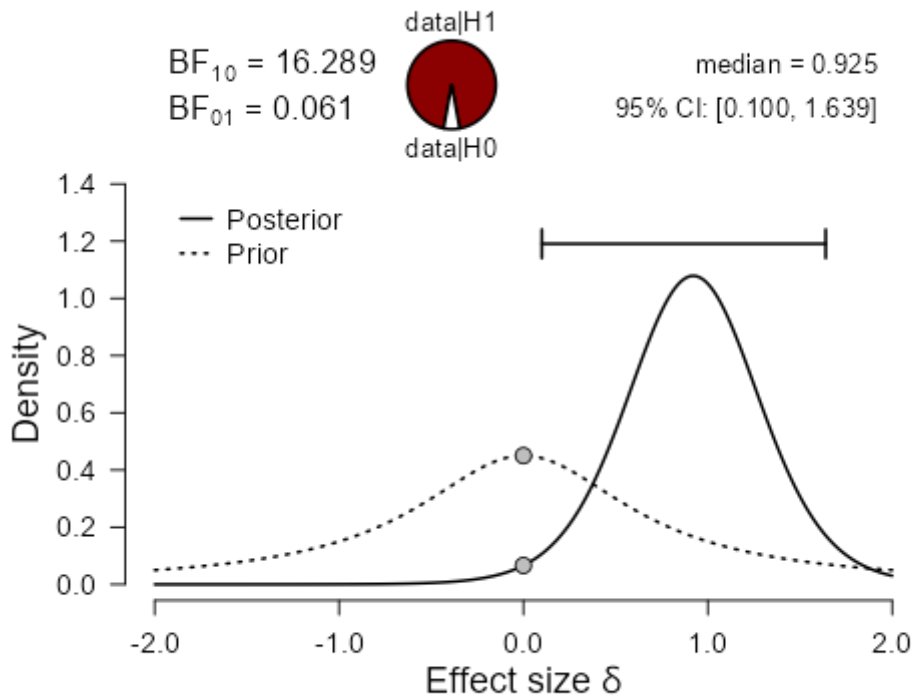 data|H1
BF10 = 16.289
median = 0.925
BF01 = 0.061
95% CI: [0.100, 1.639]
data|H0
1.4
Posterior
1.2
Prior
1.0
0.8
0.6
0.4
0.2
0.0
Density
-2.0 -1.0 0.0 1.0 2.0
Effect size δ